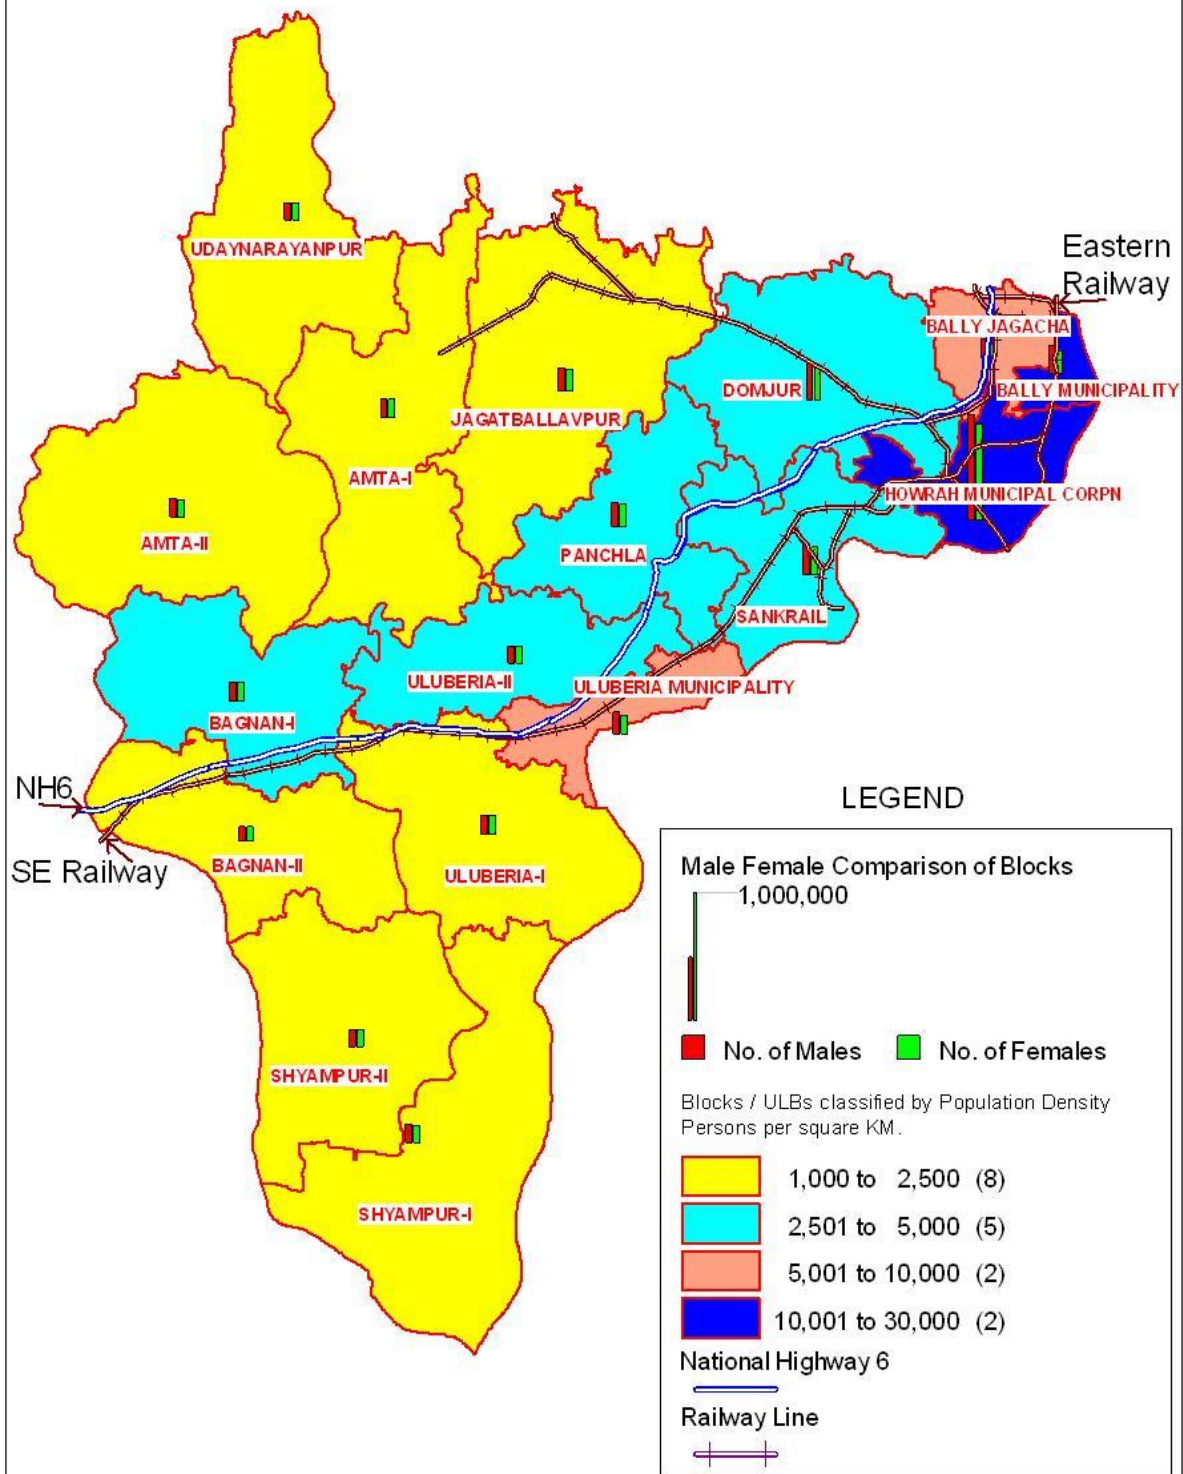 Eastern
Railway
UDAYNARAYANPUR
BALLY JAGACHA
DOMJUR
BALLY MUNICIPALITY
JAGATBALLAVPUR
AMTA-I
HOWRAH MUNICIPAL CORPN
AMTA-II
PANCHLA
SANKRAIL
ULUBERIA-II
ULUBERIA MUNICIPALITY
BAGNAN-I
NH6
SE Railway
BAGNAN-II
ULUBERIA-I
SHYAMPUR-II
SHYAMPUR-I
LEGEND
Male Female Comparison of Blocks
1,000,000
No. of Males No. of Females
Blocks / ULBs classified by Population Density
Persons per square KM.
1,000 to 2,500 (8)
2,501 to 5,000 (5)
5,001 to 10,000 (2)
10,001 to 30,000 (2)
National Highway 6
Railway Line